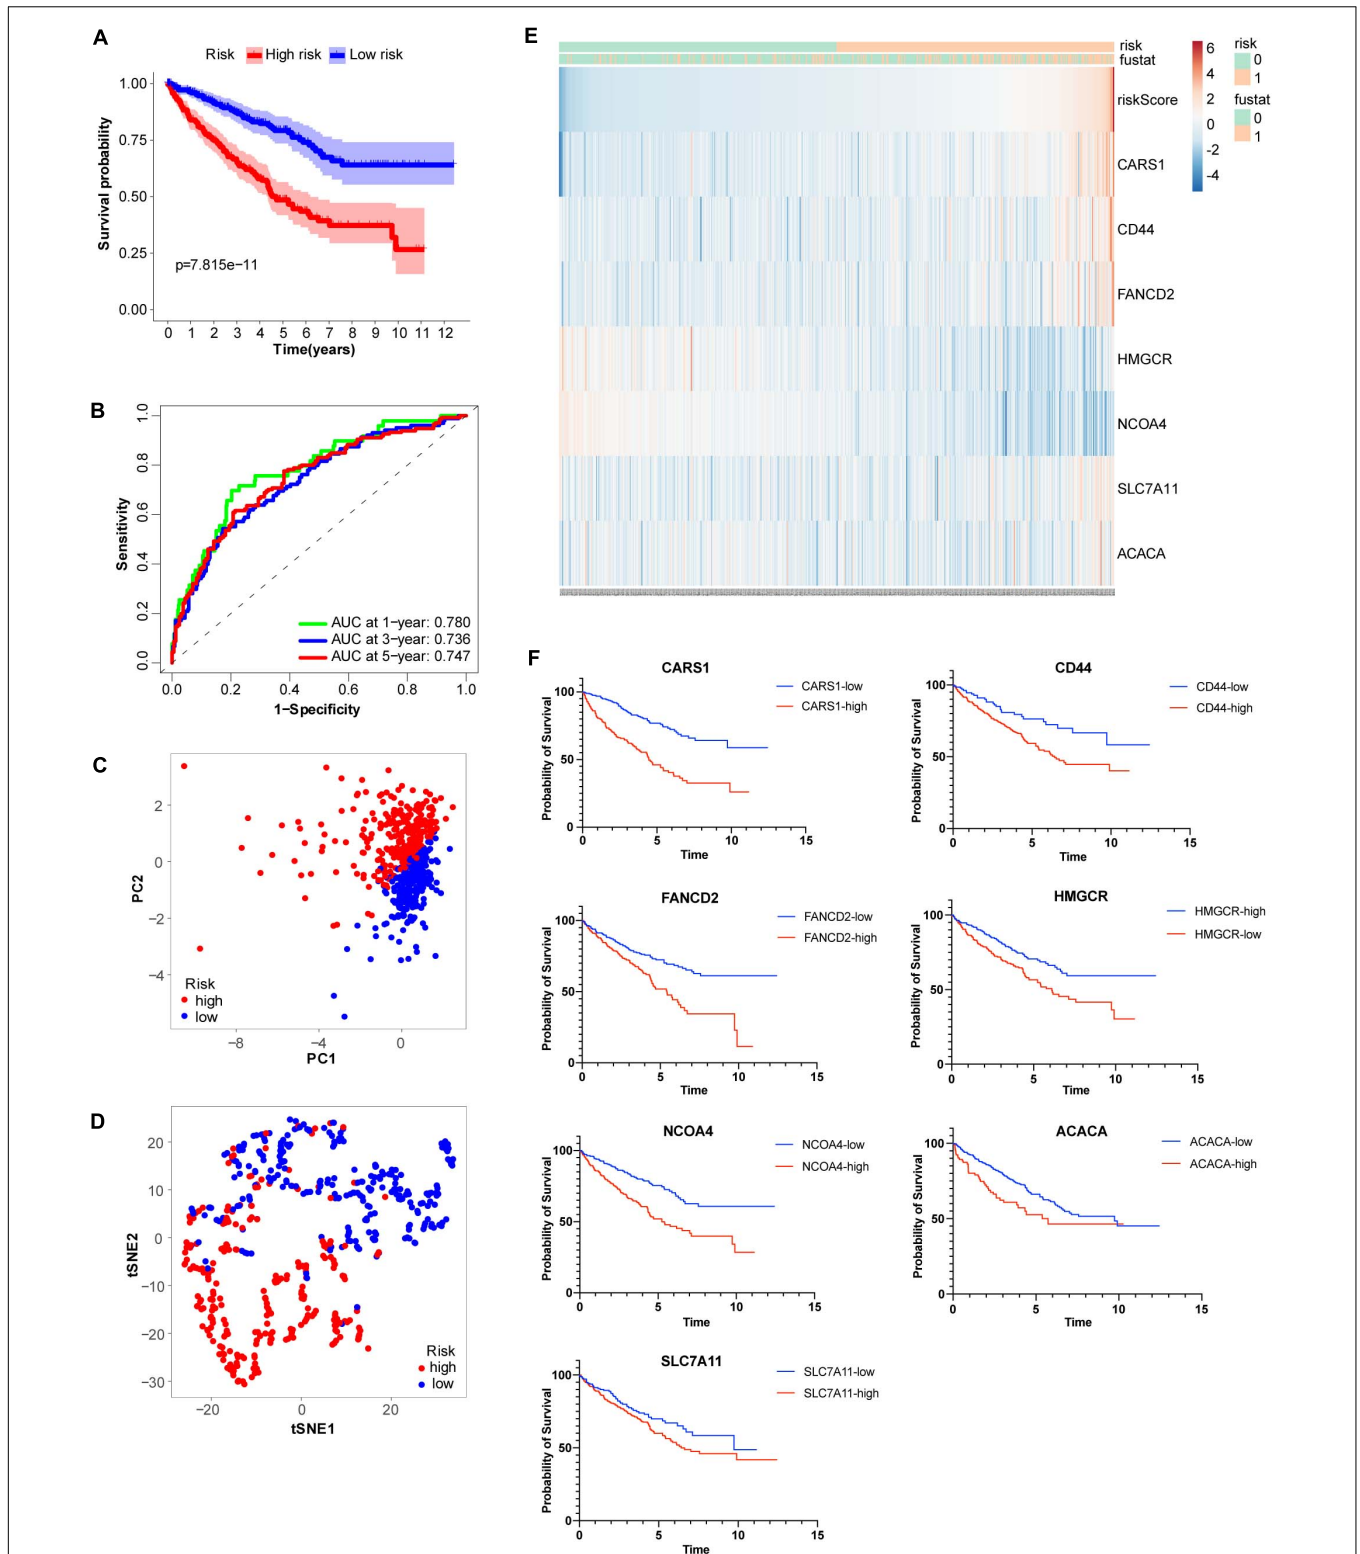 A
Risk High risk Low risk
Survival probability
1.00
0.75
0.50
0.25
0.00
p=7.815e−11
0 1 2 3 4 5 6 7 8 9 10 11 12
Time(years)
B
Sensitivity
1.0
0.8
0.6
0.4
0.2
0.0
AUC at 1−year: 0.780
AUC at 3−year: 0.736
AUC at 5−year: 0.747
0.0 0.2 0.4 0.6 0.8 1.0
1−Specificity
C
PC2
2
0
−2
−4
Risk
high
low
−8 −4 0
PC1
D
tSNE2
20
10
0
−10
−20
−30
Risk
high
low
−20 0 20
tSNE1
E
risk
fustat
riskScore
CARS1
CD44
FANCD2
HMGCR
NCOA4
SLC7A11
ACACA
6
4
2
0
−2
−4
risk
0
1
fustat
0
1
F
CARS1
CARS1-low
CARS1-high
Probability of Survival
100
50
0
0 5 10 15
Time
CD44
CD44-low
CD44-high
Probability of Survival
100
50
0
0 5 10 15
Time
FANCD2
FANCD2-low
FANCD2-high
Probability of Survival
100
50
0
0 5 10 15
Time
HMGCR
HMGCR-high
HMGCR-low
Probability of Survival
100
50
0
0 5 10 15
Time
NCOA4
NCOA4-low
NCOA4-high
Probability of Survival
100
50
0
0 5 10 15
Time
ACACA
ACACA-low
ACACA-high
Probability of Survival
100
50
0
0 5 10 15
Time
SLC7A11
SLC7A11-low
SLC7A11-high
Probability of Survival
100
50
0
0 5 10 15
Time